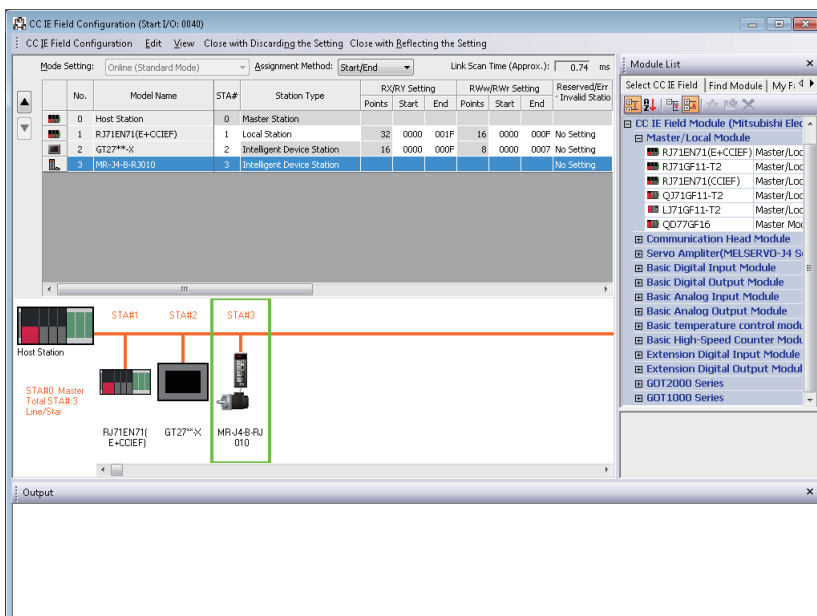 CC IE Field Configuration (Start I/O: 0040)
CC IE Field Configuration Edit View Close with Discarding the Setting Close with Reflecting the Setting
Mode Setting: Online (Standard Mode) Assignment Method: Start/End Link Scan Time (Approx.): 0.74 ms
No. Model Name STA# Station Type RX/RY Setting RWw/RWr Setting Reserved/Err
Invalid Statio
Points Start End Points Start End
0 Host Station 0 Master Station
1 RJ71EN71(E+CCIEF) 1 Local Station 32 0000 001F 16 0000 000F No Setting
2 GT27**-X 2 Intelligent Device Station 16 0000 000F 8 0000 0007 No Setting
3 MR-J4-B-RJ010 3 Intelligent Device Station No Setting
STA#1 STA#2 STA#3
Host Station
STA#0 Master
Total STA#:3
Line/Star
RJ71EN71(
E+CCIEF)
GT27**-X
MR-J4-B-RJ
010
Module List
Select CC IE Field Find Module My F
CC IE Field Module (Mitsubishi Elec
Master/Local Module
RJ71EN71(E+CCIEF) Master/Loc
RJ71GF11-T2 Master/Loc
RJ71EN71(CCIEF) Master/Loc
QJ71GF11-T2 Master/Loc
LJ71GF11-T2 Master/Loc
QD77GF16 Master Mod
Communication Head Module
Servo Ampliter(MELSERVO-J4 S
Basic Digital Input Module
Basic Digital Output Module
Basic Analog Input Module
Basic Analog Output Module
Basic temperature control modu
Basic High-Speed Counter Modu
Extension Digital Input Module
Extension Digital Output Modul
GOT2000 Series
GOT1000 Series
Output